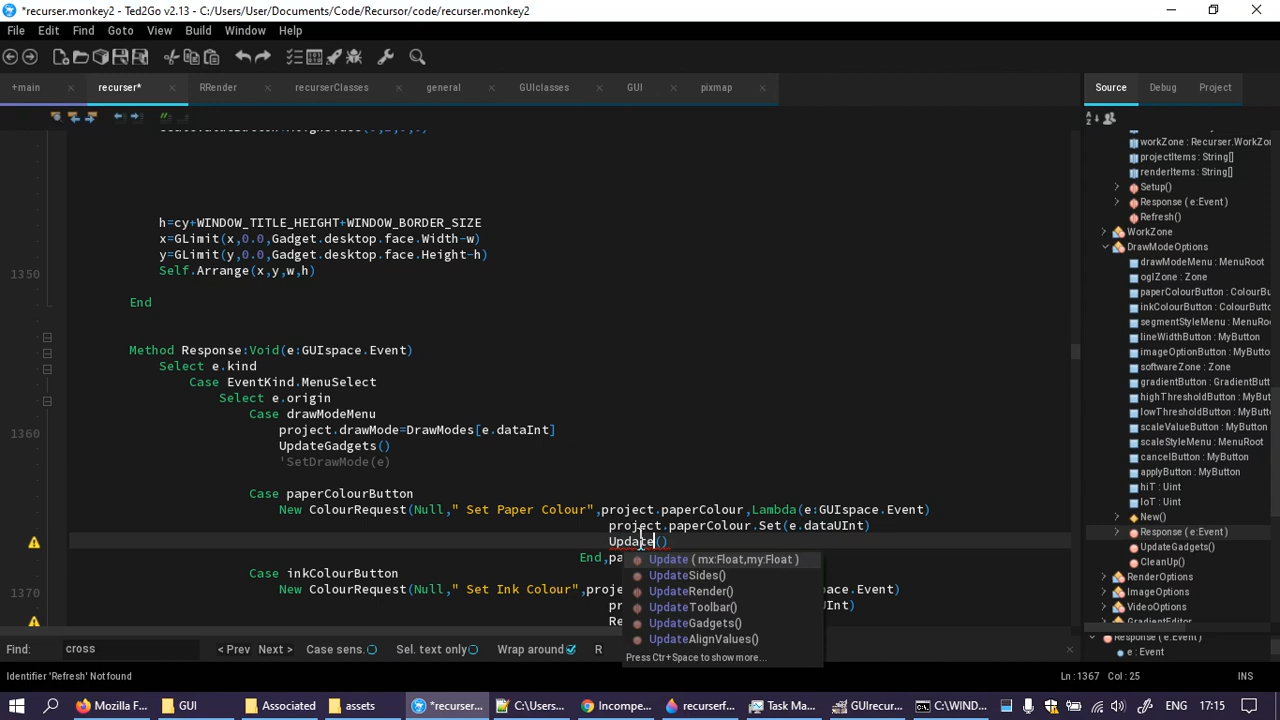 *recurser.monkey2 - Ted2Go v2.13 - C:/Users/User/Documents/Code/Recursor/code/recurser.monkey2
File Edit Find Goto View Build Window Help
+main recurser* RRender recurserClasses general GUIclasses GUI pixmap
Source Debug Project
h=cy+WINDOW_TITLE_HEIGHT+WINDOW_BORDER_SIZE
x=GLimit(x,0.0,Gadget.desktop.face.Width-w)
y=GLimit(y,0.0,Gadget.desktop.face.Height-h)
1350 Self.Arrange(x,y,w,h)
End
Method Response:Void(e:GUIspace.Event)
Select e.kind
Case EventKind.MenuSelect
Select e.origin
Case drawModeMenu
1360 project.drawMode=DrawModes[e.dataInt]
UpdateGadgets()
'SetDrawMode(e)
Case paperColourButton
New ColourRequest(Null," Set Paper Colour",project.paperColour,Lambda(e:GUIspace.Event)
project.paperColour.Set(e.dataUInt)
Update()
End,pa
Case inkColourButton
1370 New ColourRequest(Null," Set Ink Colour",proje space.Event)
pr Int)
Re
Update ( mx:Float,my:Float )
UpdateSides()
UpdateRender()
UpdateToolbar()
UpdateGadgets()
UpdateAlignValues()
Press Ctrl+Space to show more...
workZone : Recurser.WorkZo
projectItems : String[]
renderItems : String[]
Setup()
Response ( e:Event )
Refresh()
WorkZone
DrawModeOptions
drawModeMenu : MenuRoot
oglZone : Zone
paperColourButton : ColourBu
inkColourButton : ColourButt
segmentStyleMenu : MenuRo
lineWidthButton : MyButton
imageOptionButton : MyButto
softwareZone : Zone
gradientButton : GradientBut
highThresholdButton : MyBut
lowThresholdButton : MyButt
scaleValueButton : MyButton
scaleStyleMenu : MenuRoot
cancelButton : MyButton
applyButton : MyButton
hiT : Uint
loT : Uint
New()
Response ( e:Event )
UpdateGadgets()
CleanUp()
RenderOptions
ImageOptions
VideoOptions
GradientEditor
Response ( e:Event )
e : Event
Find: cross < Prev Next > Case sens. Sel. text only Wrap around R
Identifier 'Refresh' Not found Ln:1367 Col:25 INS
Mozilla F... GUI Associated assets *recurser... C:\Users\... Incompe... recurserf... Task Ma... GUIrecur... C:\WIND... 17:15